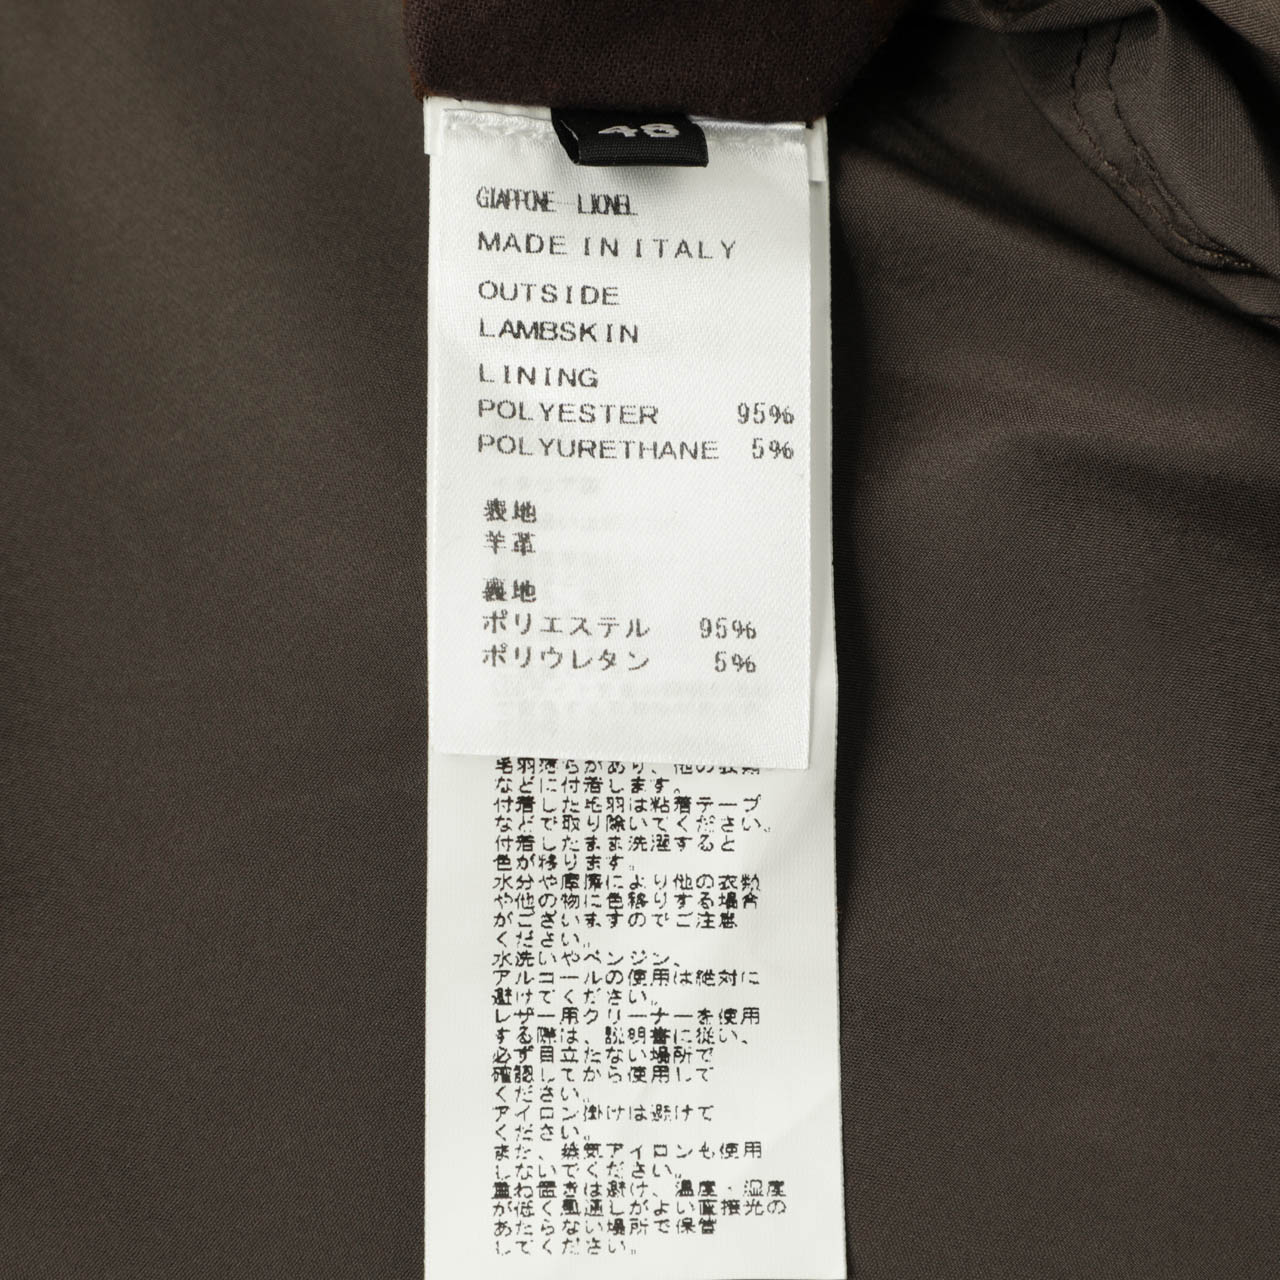 48
GIAPPONE LIONEL
MADE IN ITALY
OUTSIDE
LAMBSKIN
LINING
POLYESTER 95%
POLYURETHANE 5%
表地
羊革
裏地
ポリエステル 95%
ポリウレタン 5%
毛羽落ちがあり、他の衣類
などに付着します。
付着した毛羽は粘着テープ
などで取り除いてください。
付着したまま洗濯すると
色が移ります。
水分や摩擦により他の衣類
や他の物に色移りする場合
がございますのでご注意
ください。
水洗いやベンジン、
アルコールの使用は絶対に
避けてください。
レザー用クリーナーを使用
する際は、説明書に従い、
必ず目立たない場所で
確認してから使用して
ください。
アイロン掛けは避けて
ください。
また、蒸気アイロンも使用
しないでください。
重ね置きは避け、温度・湿度
が低く風通しがよい直接光の
あたらない場所で保管
してください。